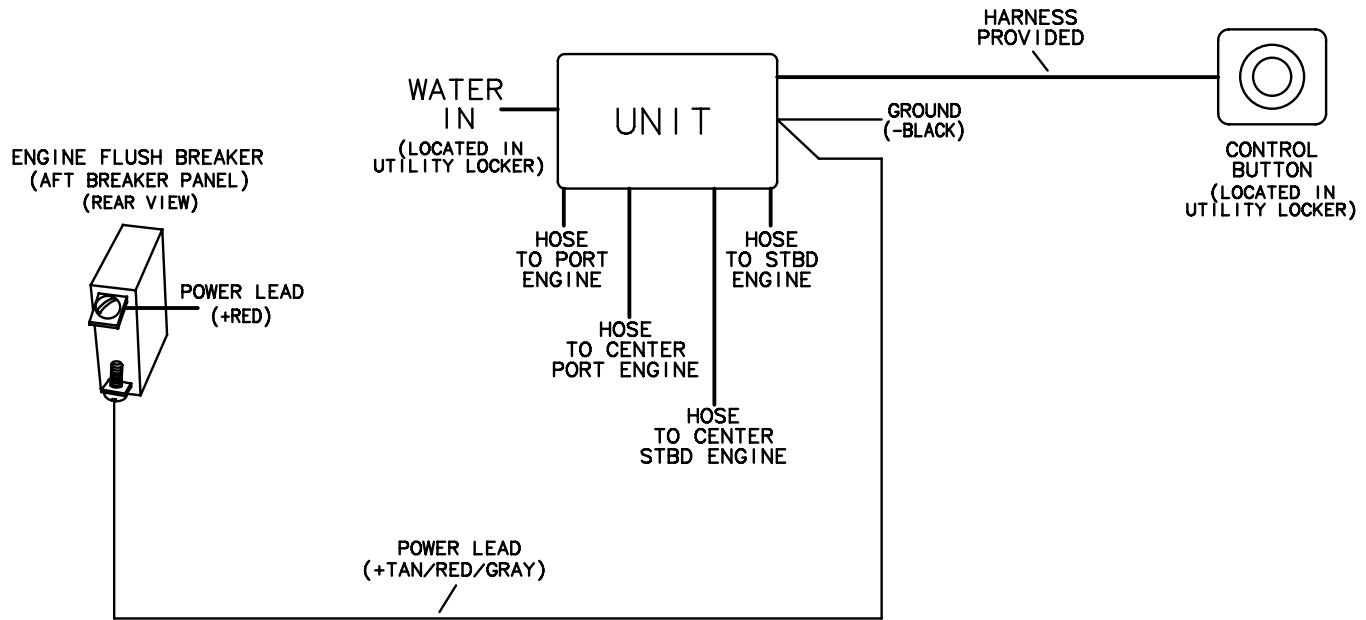 HARNESS
PROVIDED
WATER
IN
(LOCATED IN
UTILITY LOCKER)
UNIT
GROUND
(-BLACK)
CONTROL
BUTTON
(LOCATED IN
UTILITY LOCKER)
ENGINE FLUSH BREAKER
(AFT BREAKER PANEL)
(REAR VIEW)
POWER LEAD
(+RED)
HOSE
TO PORT
ENGINE
HOSE
TO STBD
ENGINE
HOSE
TO CENTER
PORT ENGINE
HOSE
TO CENTER
STBD ENGINE
POWER LEAD
(+TAN/RED/GRAY)